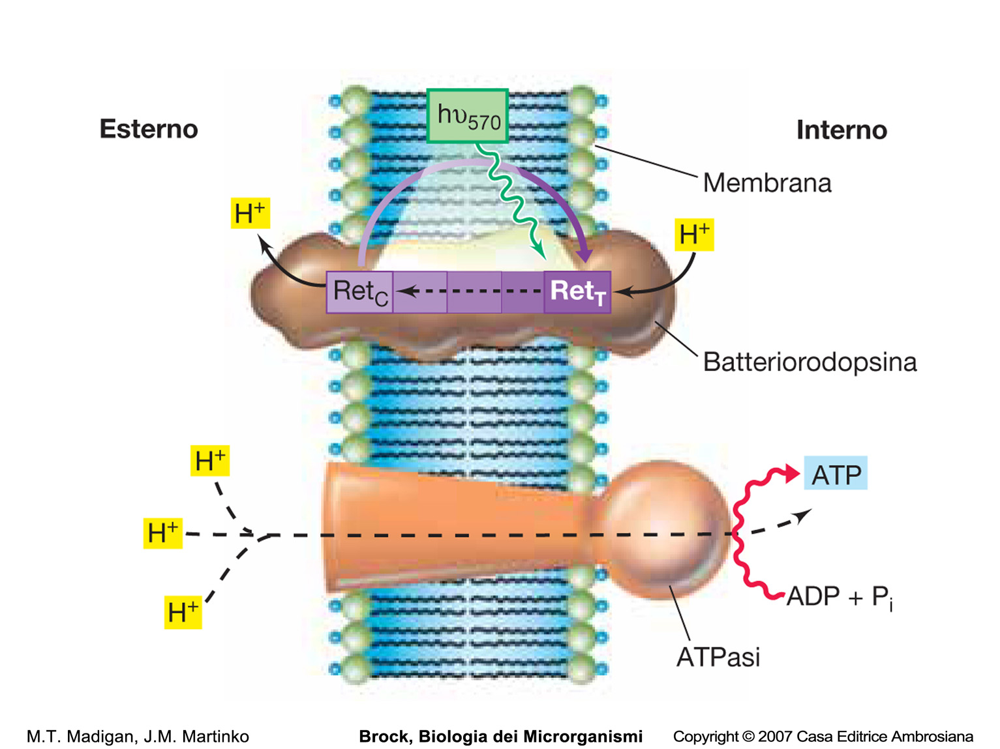 hυ570
Esterno
Interno
Membrana
H+
H+
RetC
RetT
Batteriorodopsina
H+
ATP
H+
ADP + Pi
H+
ATPasi
M.T. Madigan, J.M. Martinko
Brock, Biologia dei Microrganismi
Copyright © 2007 Casa Editrice Ambrosiana